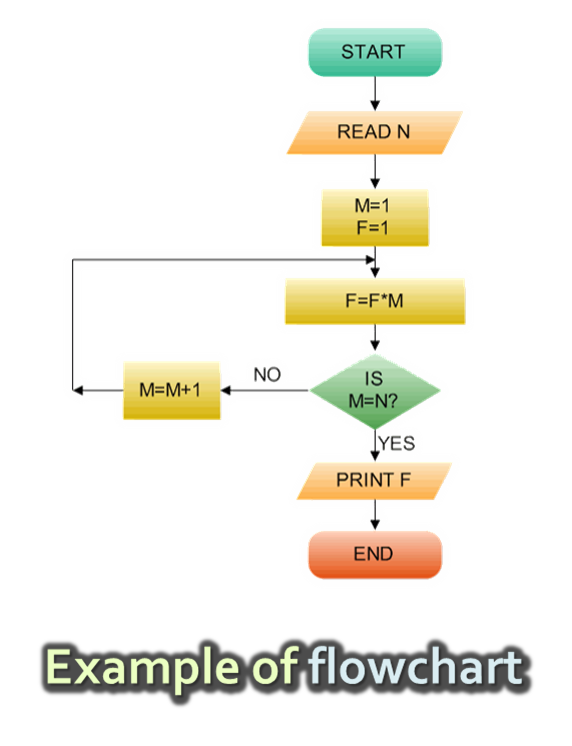 START
READ N
M=1
F=1
F=F*M
IS
M=N?
NO
M=M+1
YES
PRINT F
END
Example of flowchart